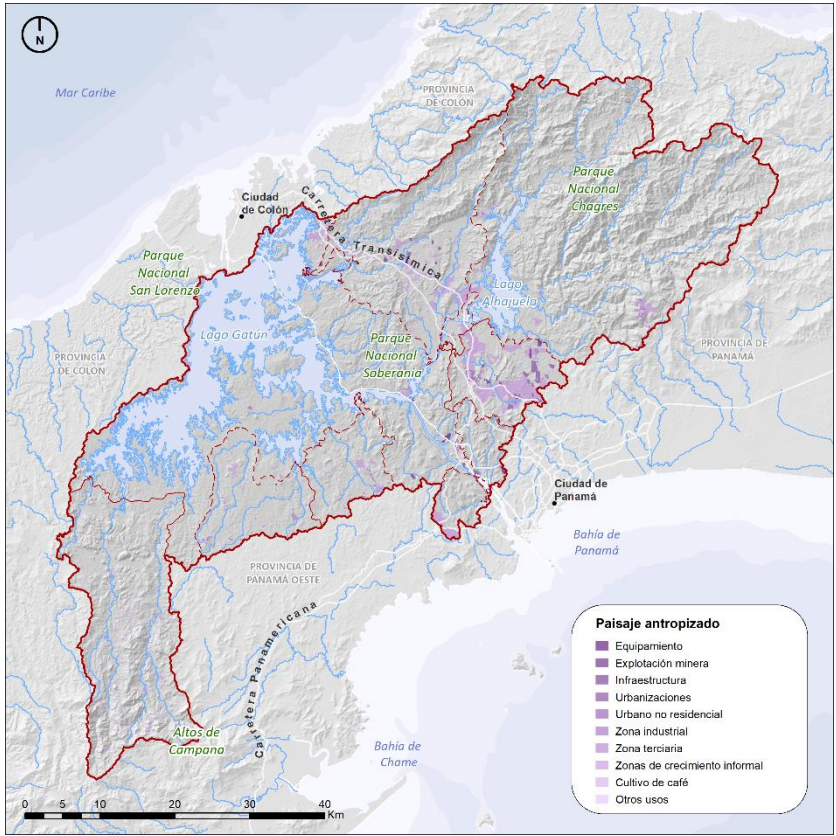 N
Mar Caribe
PROVINCIA
DE COLÓN
Parque
Nacional
Chagres
Ciudad
de Colón
Carretera Transístmica
Parque
Nacional
San Lorenzo
Lago
Alhajuela
Lago Gatún
PROVINCIA
DE COLÓN
Parque
Nacional
Soberanía
PROVINCIA DE
PANAMÁ
Ciudad de
Panamá
Bahía de
Panamá
PROVINCIA DE
PANAMÁ OESTE
Carretera Panamericana
Altos de
Campana
Bahía de
Chame
Paisaje antropizado
Equipamiento
Explotación minera
Infraestructura
Urbanizaciones
Urbano no residencial
Zona industrial
Zona terciaria
Zonas de crecimiento informal
Cultivo de café
Otros usos
0 5 10 20 30 40
Km